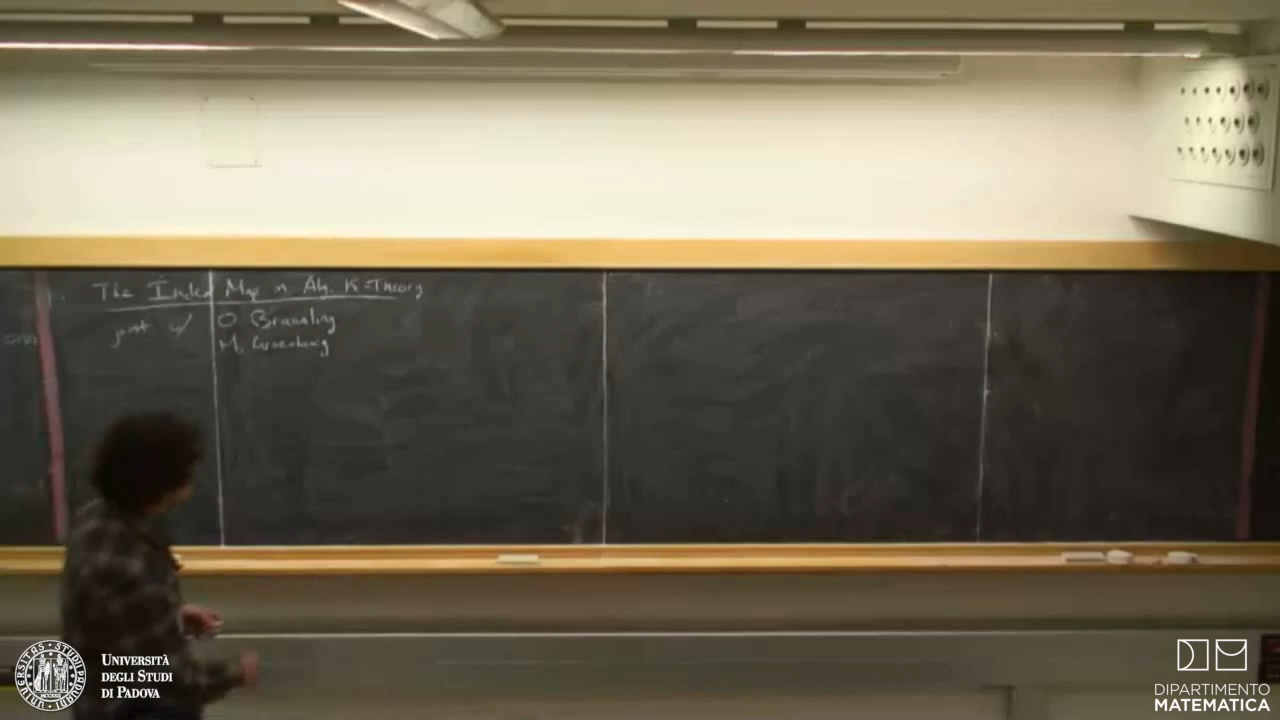 The Index Map in Alg. K-Theory
joint w/ O. Braunling
M. Groechenig
UNIVERSITÀ
DEGLI STUDI
DI PADOVA
DIPARTIMENTO
MATEMATICA